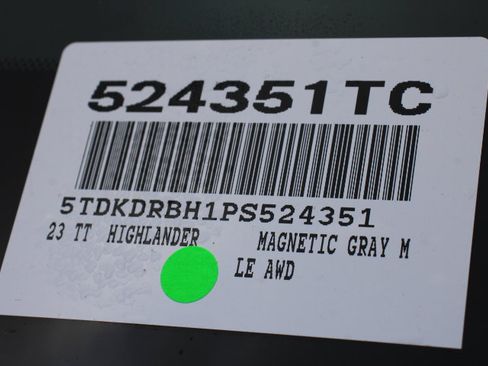 524351TC
5TDKDRBH1PS524351
23 TT HIGHLANDER MAGNETIC GRAY M
LE AWD